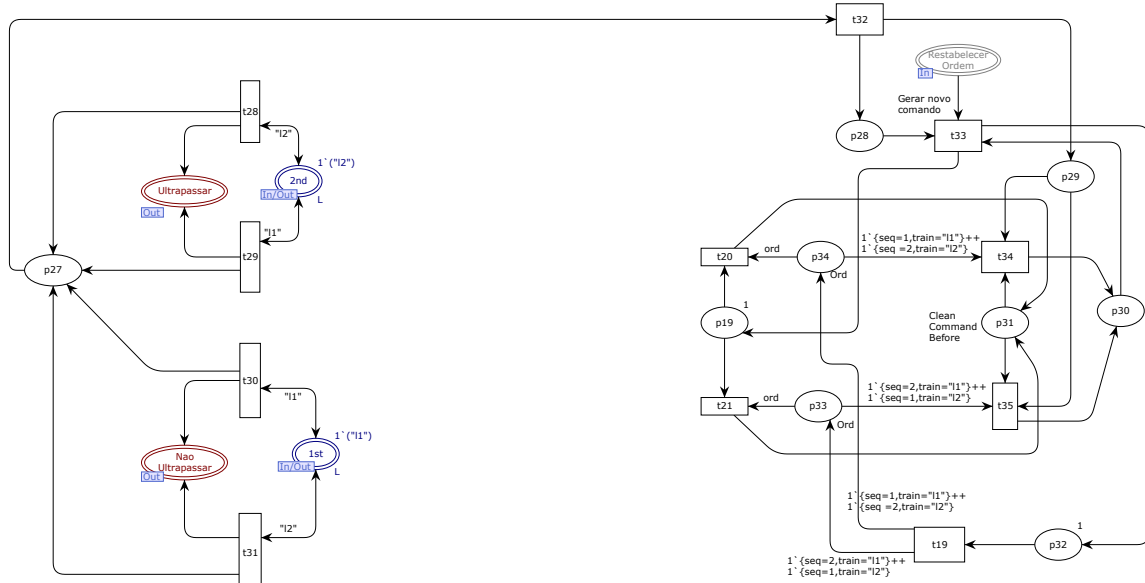 t32
Restabelecer
Ordem
In
t28
Gerar novo
comando
"l2"
p28
t33
1`("l2")
p29
Ultrapassar
2nd
In/Out
L
Out
"l1"
1`{seq=1,train="l1"}++
1`{seq =2,train="l2"}
t29
t20
ord
p34
t34
p27
Ord
1
p19
Clean
Command
Before
p31
p30
t30
1`{seq=2,train="l1"}++
1`{seq=1,train="l2"}
"l1"
t21
ord
p33
t35
Ord
1`("l1")
Nao
Ultrapassar
1st
In/Out
L
Out
1`{seq=1,train="l1"}++
1`{seq =2,train="l2"}
"l2"
1
t31
t19
p32
1`{seq=2,train="l1"}++
1`{seq=1,train="l2"}